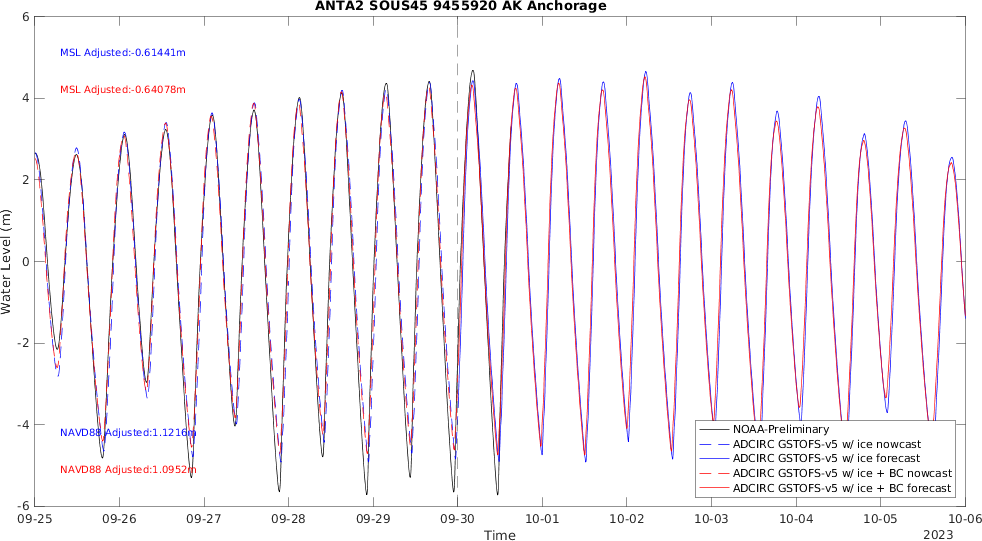 ANTA2 SOUS45 9455920 AK Anchorage
6
4
2
0
-2
-4
-6
Water Level (m)
MSL Adjusted:-0.61441m
MSL Adjusted:-0.64078m
NAVD88 Adjusted:1.1216m
NAVD88 Adjusted:1.0952m
NOAA-Preliminary
ADCIRC GSTOFS-v5 w/ ice nowcast
ADCIRC GSTOFS-v5 w/ ice forecast
ADCIRC GSTOFS-v5 w/ ice + BC nowcast
ADCIRC GSTOFS-v5 w/ ice + BC forecast
09-25 09-26 09-27 09-28 09-29 09-30 10-01 10-02 10-03 10-04 10-05 10-06
Time
2023